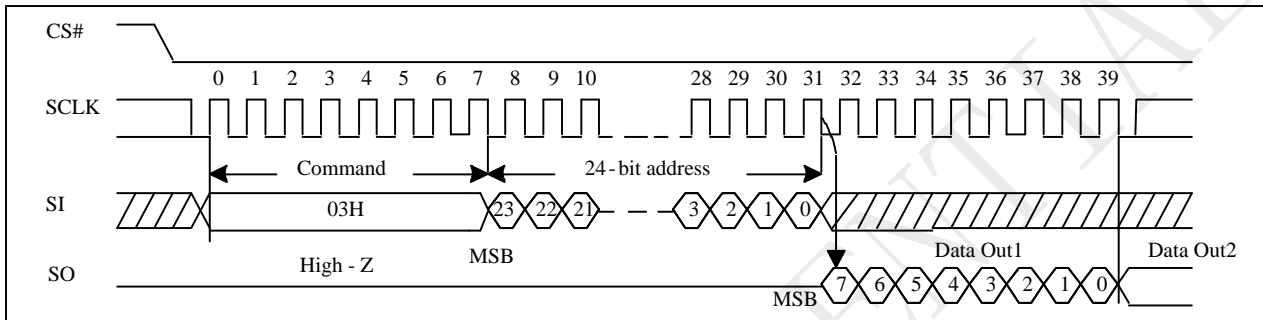 CS#
0 1 2 3 4 5 6 7 8 9 10 28 29 30 31 32 33 34 35 36 37 38 39
SCLK
Command 24-bit address
SI 03H 23 22 21 3 2 1 0
MSB Data Out1 Data Out2
High - Z
SO
MSB 7 6 5 4 3 2 1 0